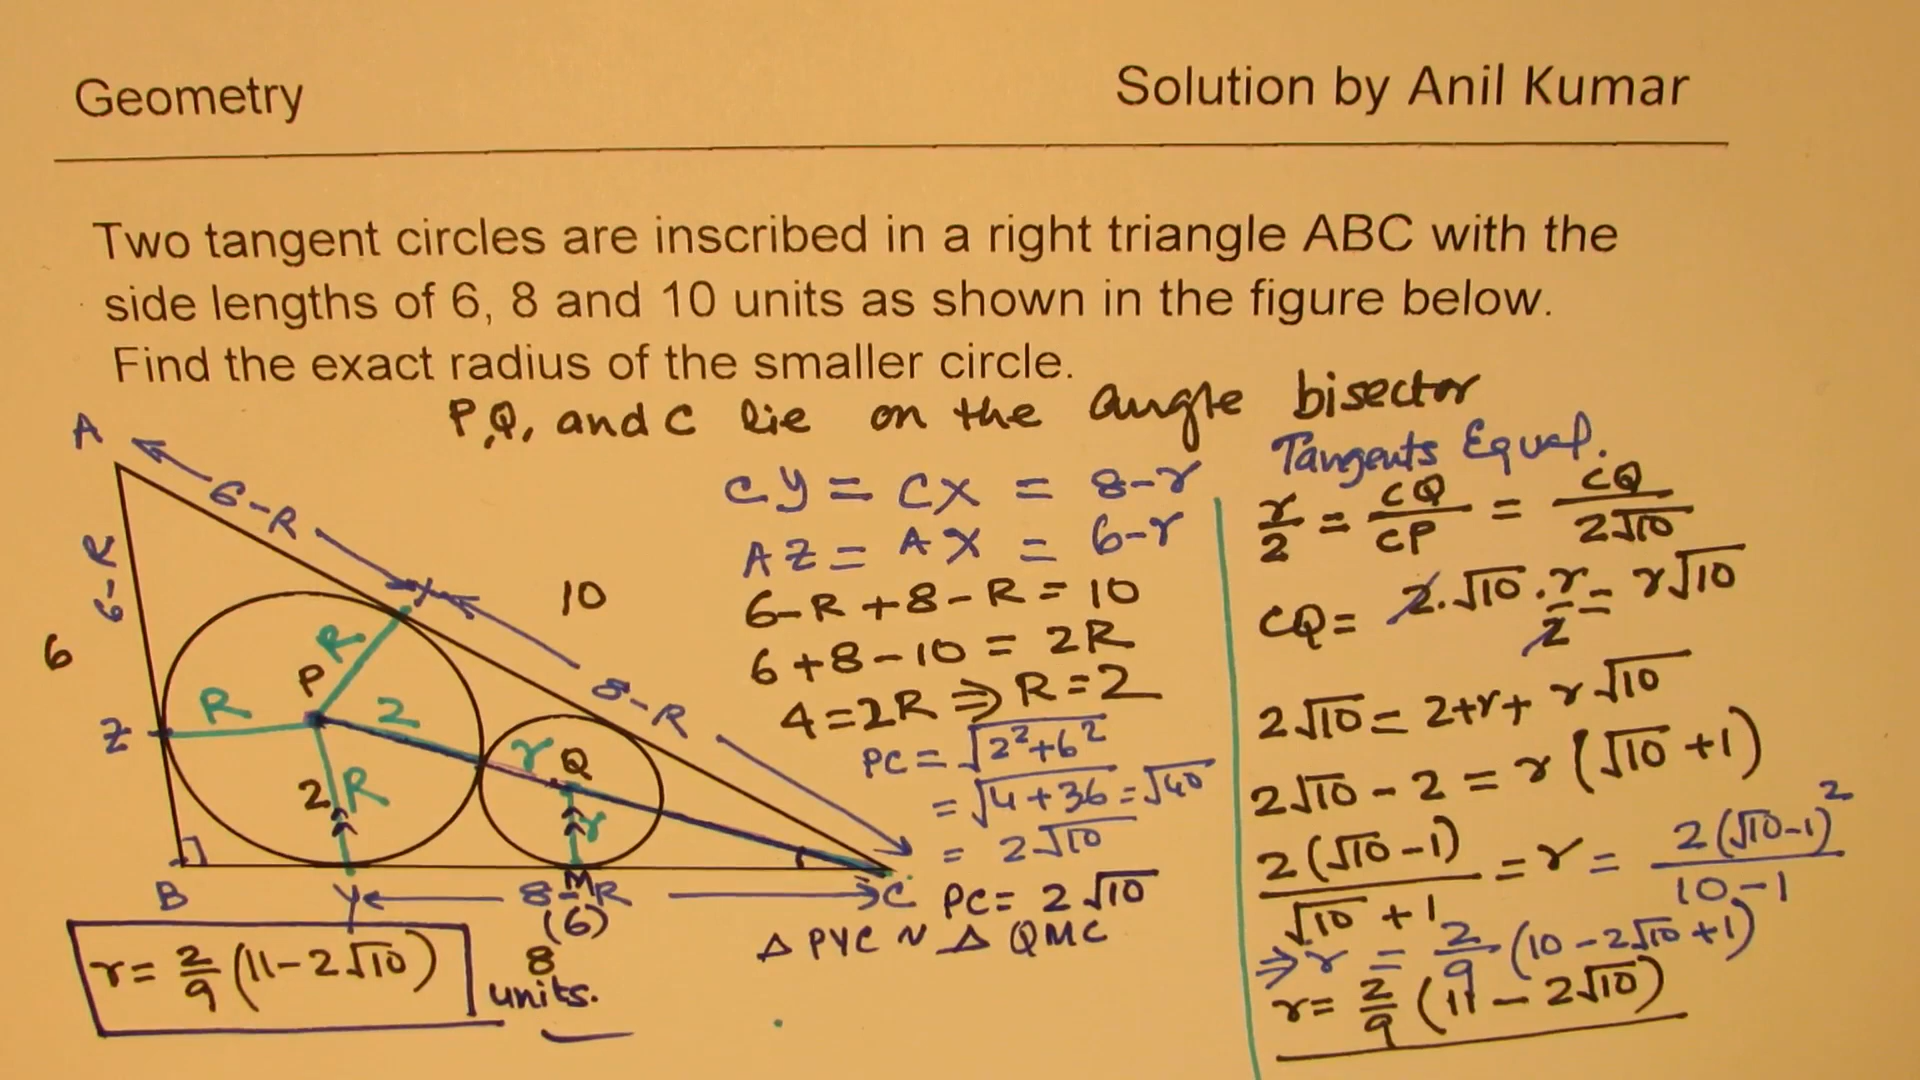 Geometry
Solution by Anil Kumar
Two tangent circles are inscribed in a right triangle ABC with the
side lengths of 6, 8 and 10 units as shown in the figure below.
Find the exact radius of the smaller circle.
P,Q, and C lie on the angle bisector
A
6-R
6-R
6
10
X
8-R
Z
R
P
R
2
2
R
r
Q
r
B
Y
M
8-R
C
(6)
8
r = 2/9 (11-2√10)
units.
CY = CX = 8-r
AZ = AX = 6-r
6-R+8-R = 10
6+8-10 = 2R
4=2R ⇒ R=2
PC = √2²+6²
= √4+36 = √40
= 2√10
PC = 2√10
△ PYC ~ △ QMC
Tangents Equal.
r/2 = CQ/CP = CQ/2√10
CQ = 2.√10 . r/2 = r√10
2√10 = 2+r+ r√10
2√10 - 2 = r (√10 +1)
2(√10-1)/√10 +1 = r = 2(√10-1)²/10-1
⇒ r = 2/9 (10-2√10+1)
r = 2/9 (11-2√10)